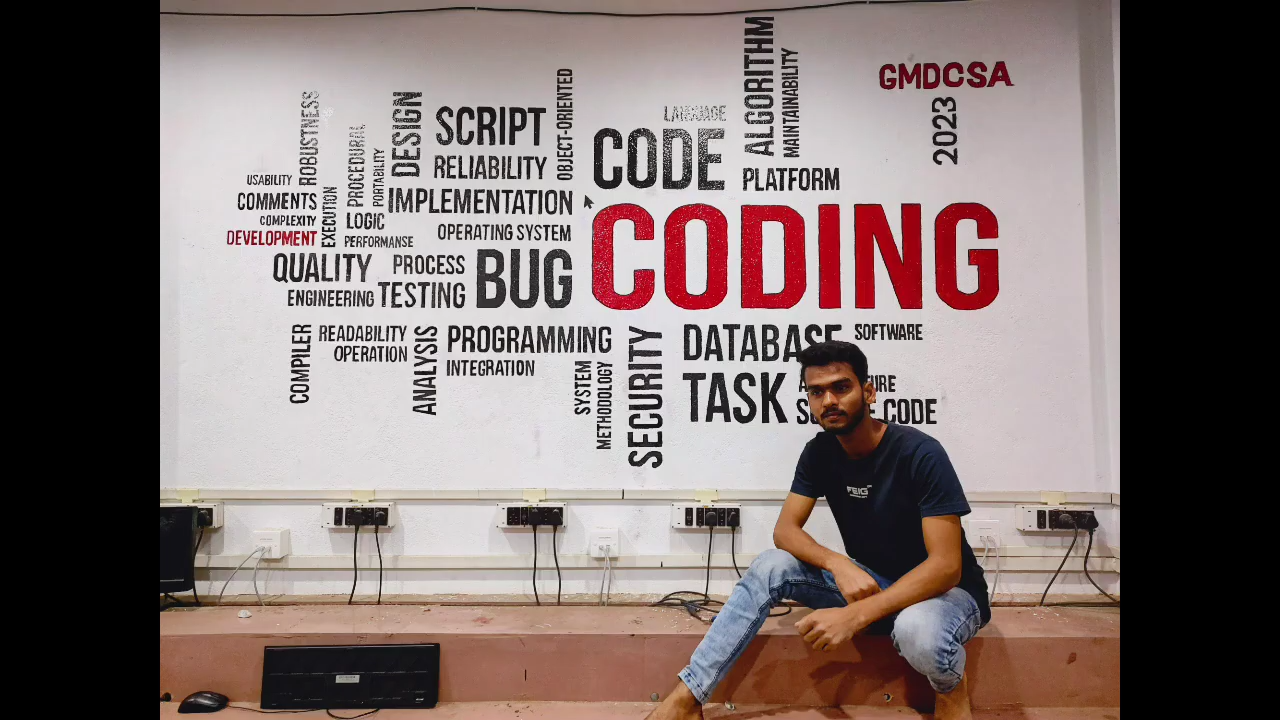 ALGORITHM
MAINTAINABILITY
GMDCSA
2023
ROBUSTNESS
PROCEDURAL
PORTABILITY
DESIGN
SCRIPT
OBJECT-ORIENTED
LANGUAGE
CODE
RELIABILITY
PLATFORM
USABILITY
COMMENTS
EXECUTION
IMPLEMENTATION
COMPLEXITY
LOGIC
DEVELOPMENT
PERFORMANSE
OPERATING SYSTEM
CODING
QUALITY
PROCESS
BUG
ENGINEERING
TESTING
COMPILER
READABILITY
OPERATION
ANALYSIS
PROGRAMMING
INTEGRATION
SYSTEM
METHODOLOGY
SECURITY
DATABASE
SOFTWARE
TASK
CODE
FEIG